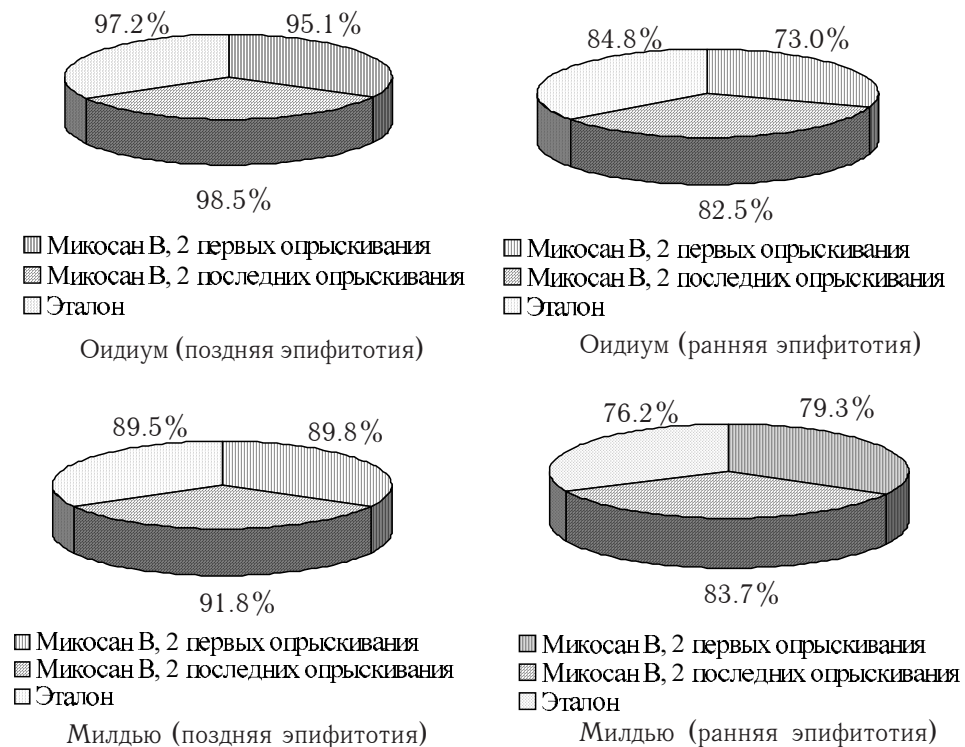 97.2% 95.1%
98.5%
Микосан В, 2 первых опрыскивания
Микосан В, 2 последних опрыскивания
Эталон
Оидиум (поздняя эпифитотия)
84.8% 73.0%
82.5%
Микосан В, 2 первых опрыскивания
Микосан В, 2 последних опрыскивания
Эталон
Оидиум (ранняя эпифитотия)
89.5% 89.8%
91.8%
Микосан В, 2 первых опрыскивания
Микосан В, 2 последних опрыскивания
Эталон
Милдью (поздняя эпифитотия)
76.2% 79.3%
83.7%
Микосан В, 2 первых опрыскивания
Микосан В, 2 последних опрыскивания
Эталон
Милдью (ранняя эпифитотия)